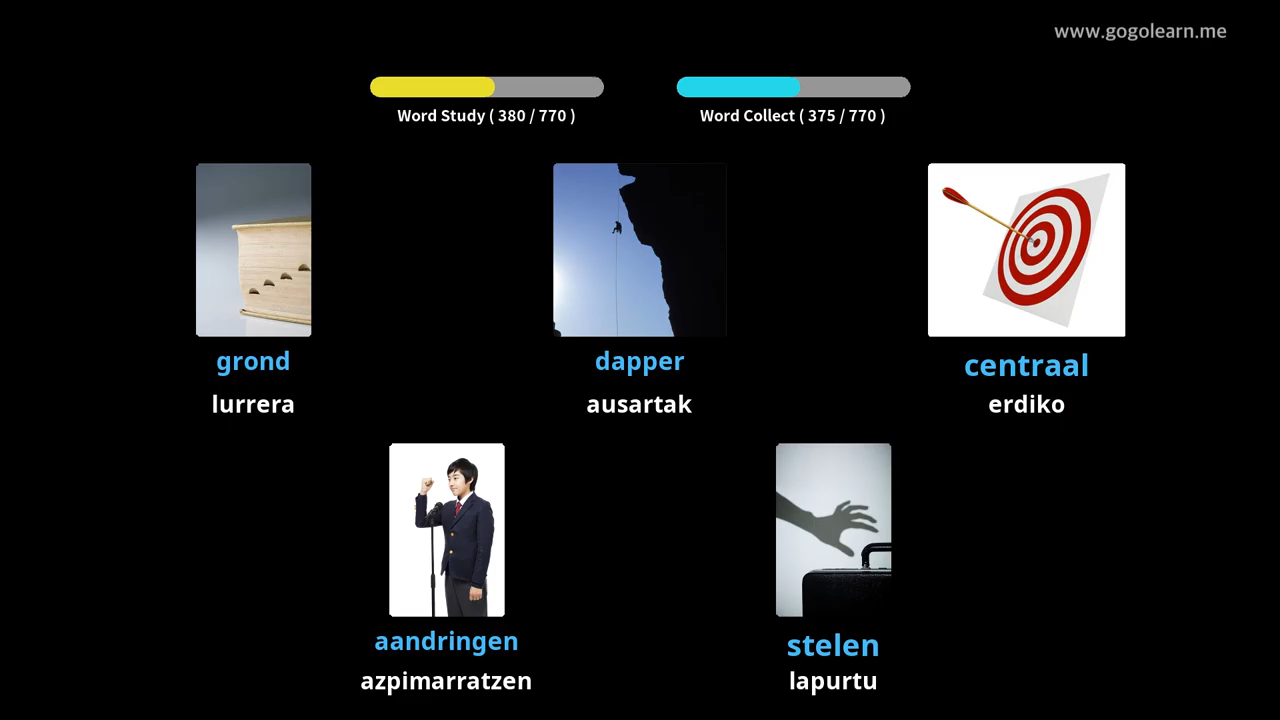 www.gogolearn.me
Word Study ( 380 / 770 )
Word Collect ( 375 / 770 )
grond
dapper
centraal
lurrera
ausartak
erdiko
aandringen
stelen
azpimarratzen
lapurtu